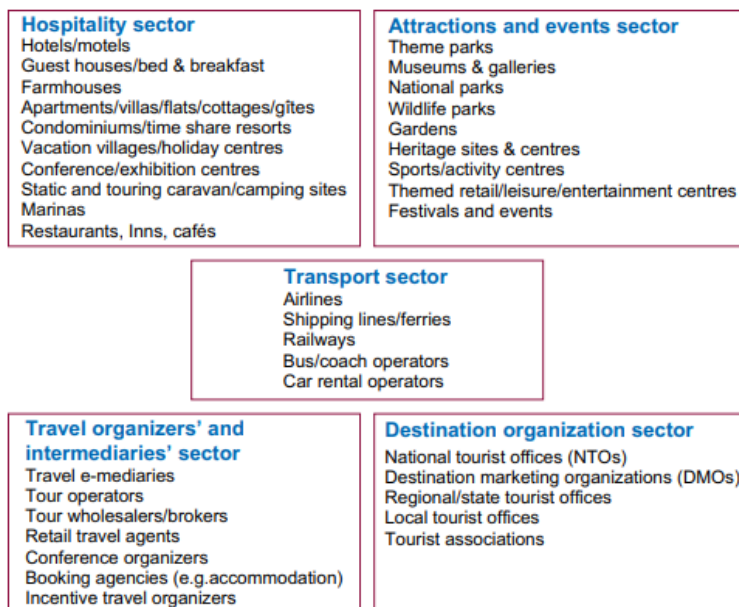 Hospitality sector
Hotels/motels
Guest houses/bed & breakfast
Farmhouses
Apartments/villas/flats/cottages/gîtes
Condominiums/time share resorts
Vacation villages/holiday centres
Conference/exhibition centres
Static and touring caravan/camping sites
Marinas
Restaurants, Inns, cafés
Attractions and events sector
Theme parks
Museums & galleries
National parks
Wildlife parks
Gardens
Heritage sites & centres
Sports/activity centres
Themed retail/leisure/entertainment centres
Festivals and events
Transport sector
Airlines
Shipping lines/ferries
Railways
Bus/coach operators
Car rental operators
Travel organizers' and
intermediaries' sector
Travel e-mediaries
Tour operators
Tour wholesalers/brokers
Retail travel agents
Conference organizers
Booking agencies (e.g.accommodation)
Incentive travel organizers
Destination organization sector
National tourist offices (NTOs)
Destination marketing organizations (DMOs)
Regional/state tourist offices
Local tourist offices
Tourist associations